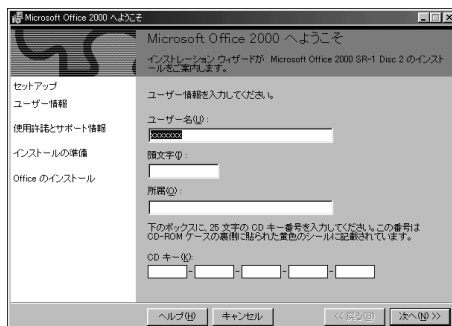 Microsoft Office 2000 へようこそ
Microsoft Office 2000 へようこそ
インストレーション ウィザードが Microsoft Office 2000 SR-1 Disc 2 のインスト
ールをご案内します。
セットアップ
ユーザー情報
使用許諾とサポート情報
インストールの準備
Office のインストール
ユーザー情報を入力してください。
ユーザー名(U):
xxxxxxx
頭文字(I):
所属(O):
下のボックスに、25 文字の CD キー番号を入力してください。この番号は
CD-ROM ケースの裏側に貼られた黄色のシールに記載されています。
CD キー(K):
- - - -
ヘルプ(H) キャンセル << 戻る(B) 次へ(N) >>